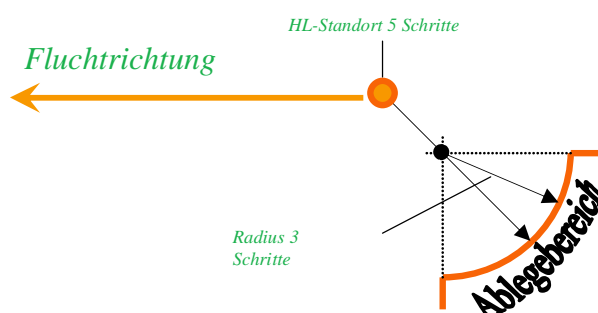 HL-Standort 5 Schritte
Fluchtrichtung
Radius 3
Schritte
Ablegebereich